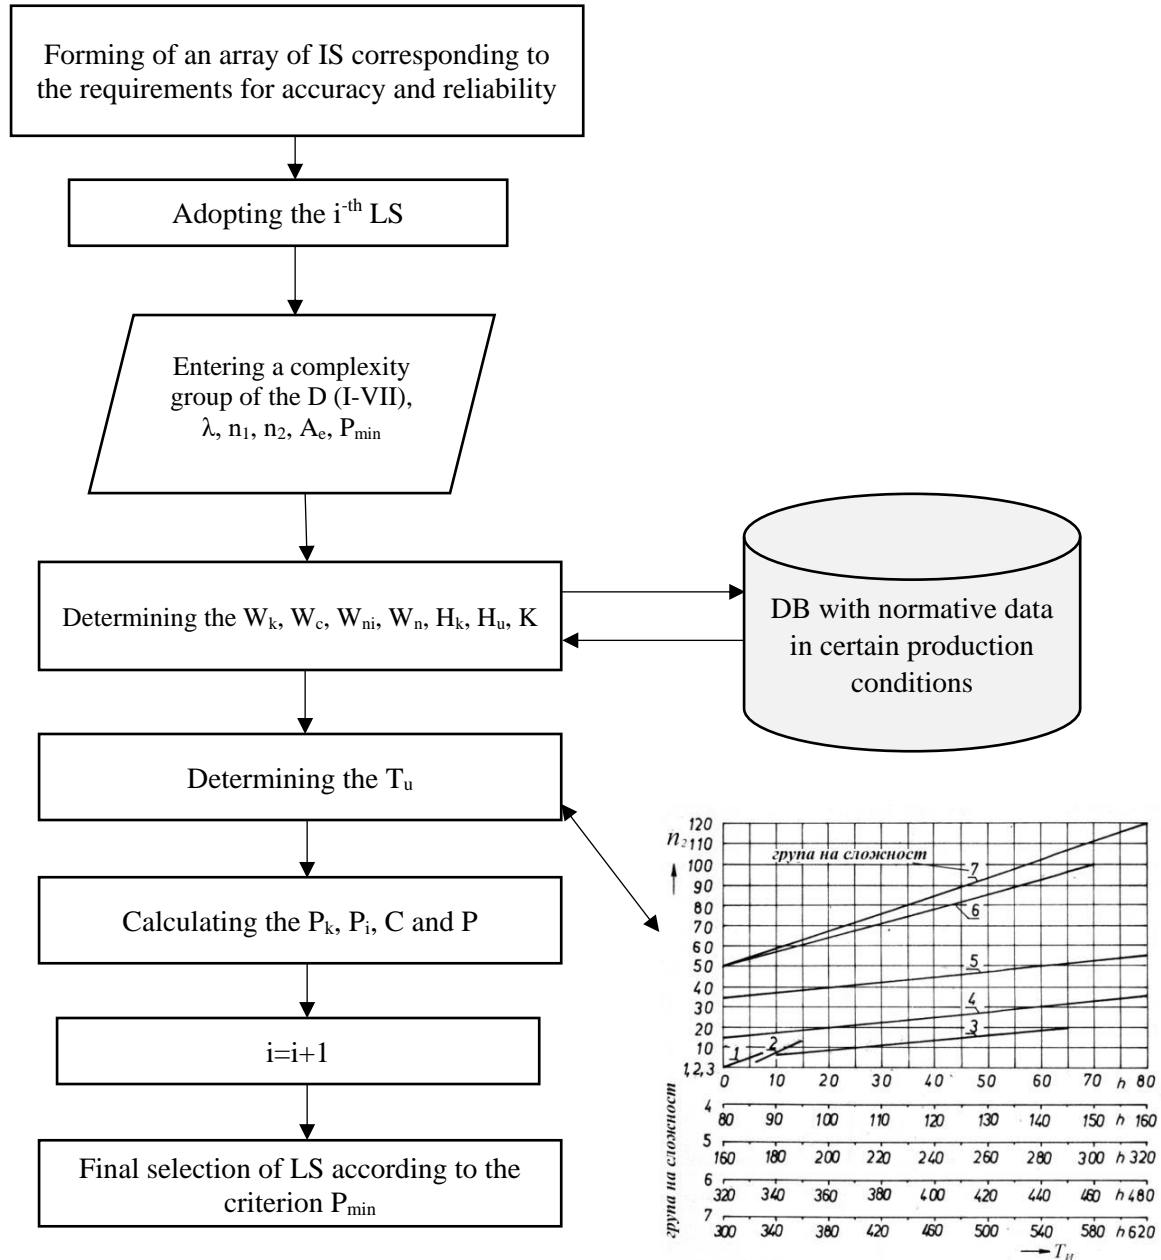 Forming of an array of IS corresponding to
the requirements for accuracy and reliability
Adopting the i-th LS
Entering a complexity
group of the D (I-VII),
λ, n1, n2, Ae, Pmin
Determining the Wk, Wc, Wni, Wn, Hk, Hu, K
DB with normative data
in certain production
conditions
Determining the Tu
Calculating the Pk, Pi, C and P
i=i+1
Final selection of LS according to the
criterion Pmin
n2
120
110
100
90
80
70
60
50
40
30
20
10
1,2,3
група на сложност
7
6
5
4
3
2
1
0 10 20 30 40 50 60 70 h 80
група на сложност
4
80 90 100 110 120 130 140 150 h 160
5
160 180 200 220 240 260 280 300 h 320
6
320 340 360 380 400 420 440 460 h 480
7
300 340 380 420 460 500 540 580 h 620
Tи